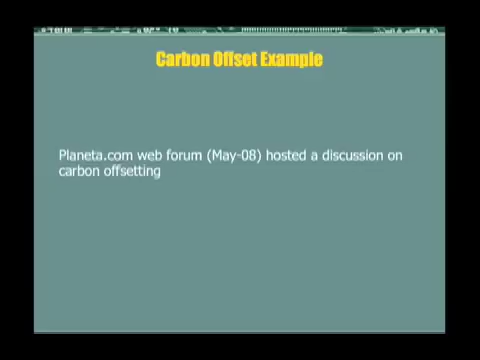 Carbon Offset Example
Planeta.com web forum (May-08) hosted a discussion on
carbon offsetting